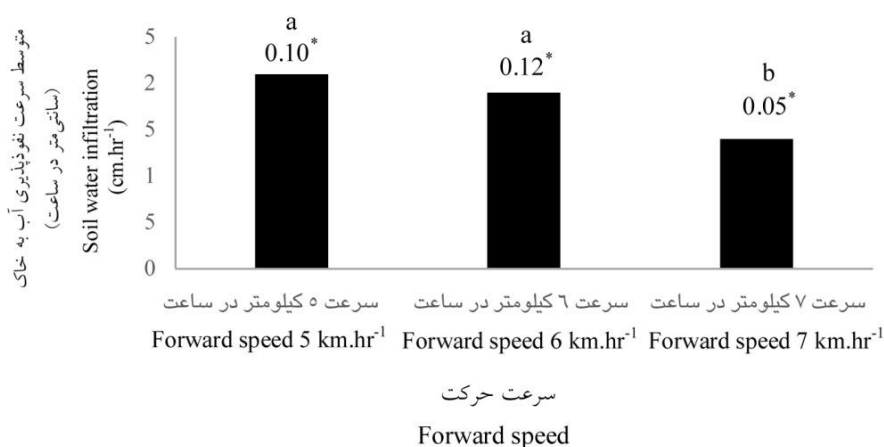 متوسط سرعت نفوذپذیری آب به خاک
(سانتی‌متر در ساعت)
Soil water infiltration
(cm.hr⁻¹)
5
2
5
1
5
0
a
0.10*
a
0.12*
b
0.05*
سرعت ۵ کیلومتر در ساعت
سرعت ٦ کیلومتر در ساعت
سرعت ۷ کیلومتر در ساعت
Forward speed 5 km.hr⁻¹
Forward speed 6 km.hr⁻¹
Forward speed 7 km.hr⁻¹
سرعت حرکت
Forward speed